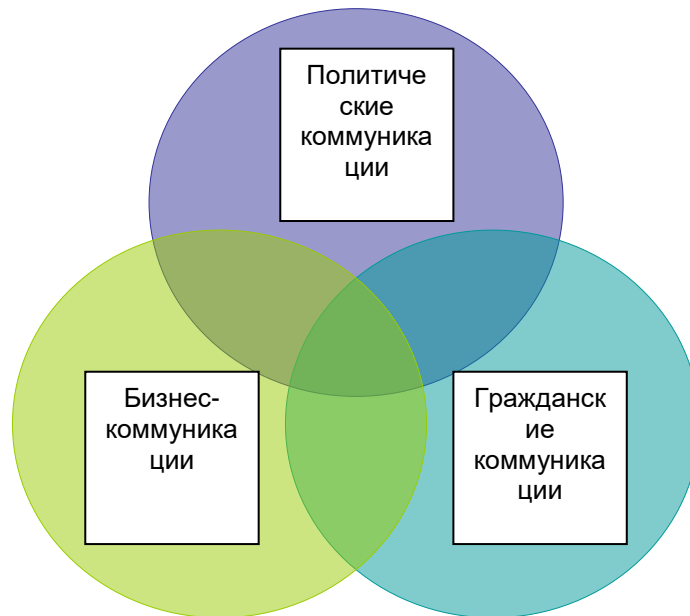 Политиче
ские
коммуника
ции
Бизнес-
коммуника
ции
Гражданск
ие
коммуника
ции